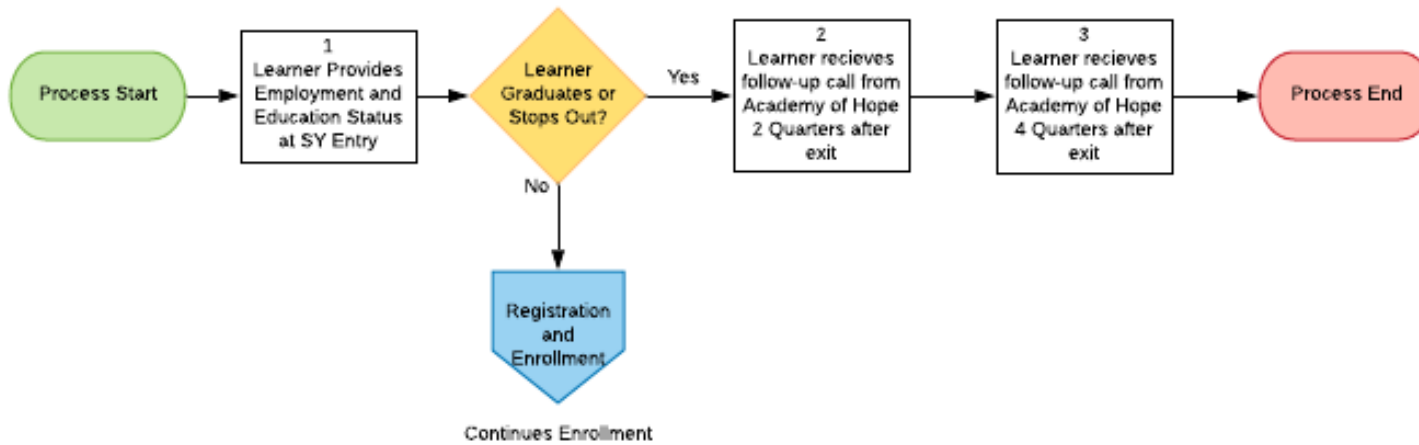 Process Start
1
Learner Provides
Employment and
Education Status
at SY Entry
Learner
Graduates or
Stops Out?
Yes
No
2
Learner recieves
follow-up call from
Academy of Hope
2 Quarters after
exit
3
Learner recieves
follow-up call from
Academy of Hope
4 Quarters after
exit
Process End
Registration
and
Enrollment
Continues Enrollment